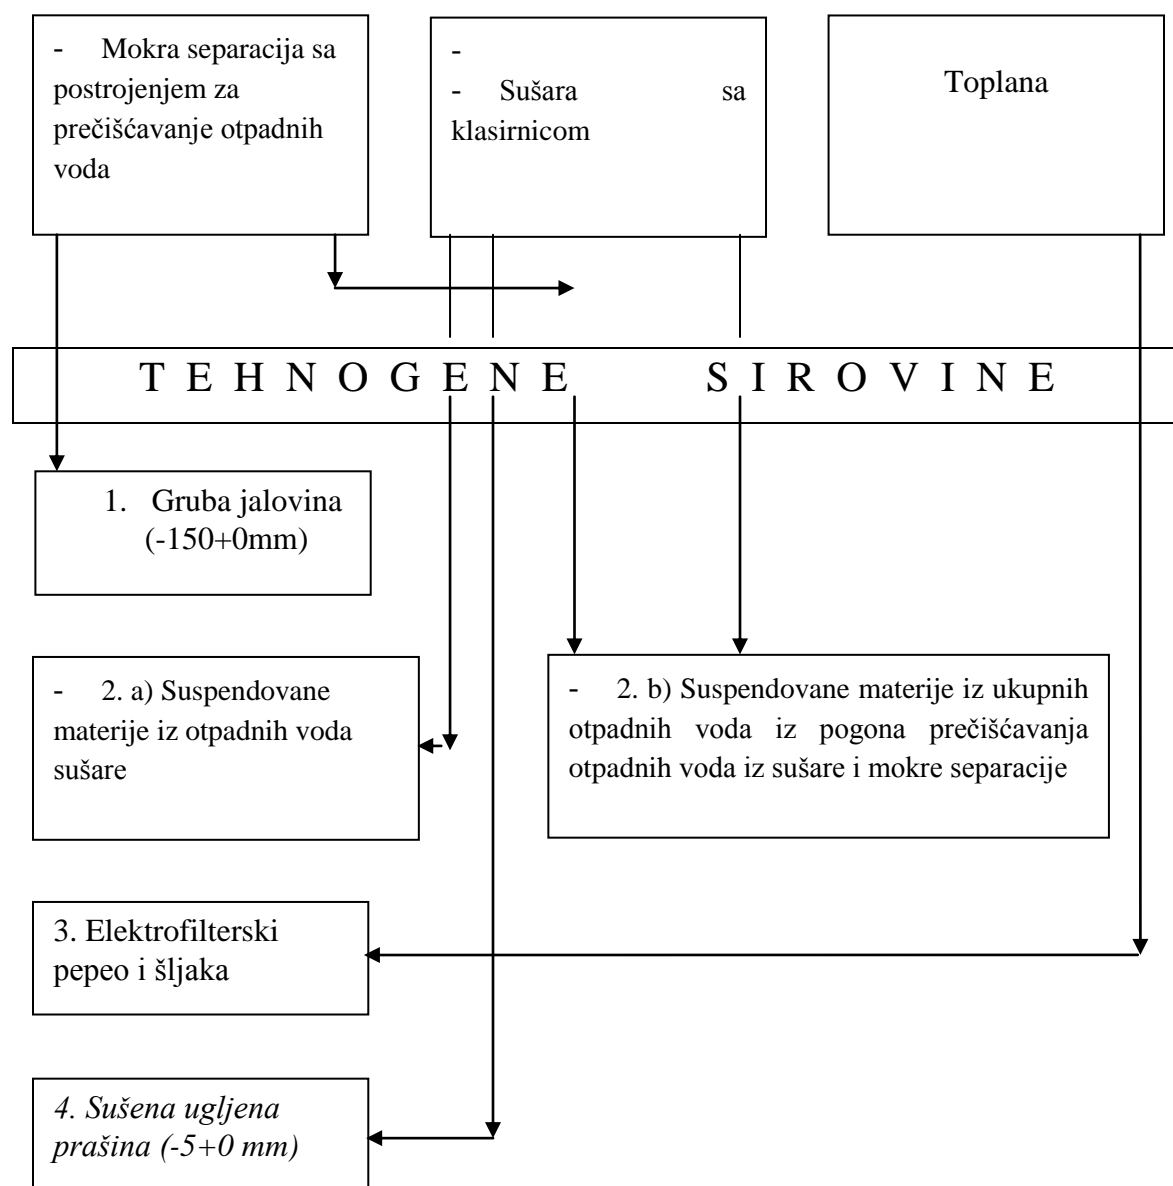 - Mokra separacija sa
postrojenjem za
prečišćavanje otpadnih
voda
-
- Sušara sa
klasirnicom
Toplana
T E H N O G E N E S I R O V I N E
1. Gruba jalovina
(-150+0mm)
- 2. a) Suspendovane
materije iz otpadnih voda
sušare
- 2. b) Suspendovane materije iz ukupnih
otpadnih voda iz pogona prečišćavanja
otpadnih voda iz sušare i mokre separacije
3. Elektrofilterski
pepeo i šljaka
4. Sušena ugljena
prašina (-5+0 mm)